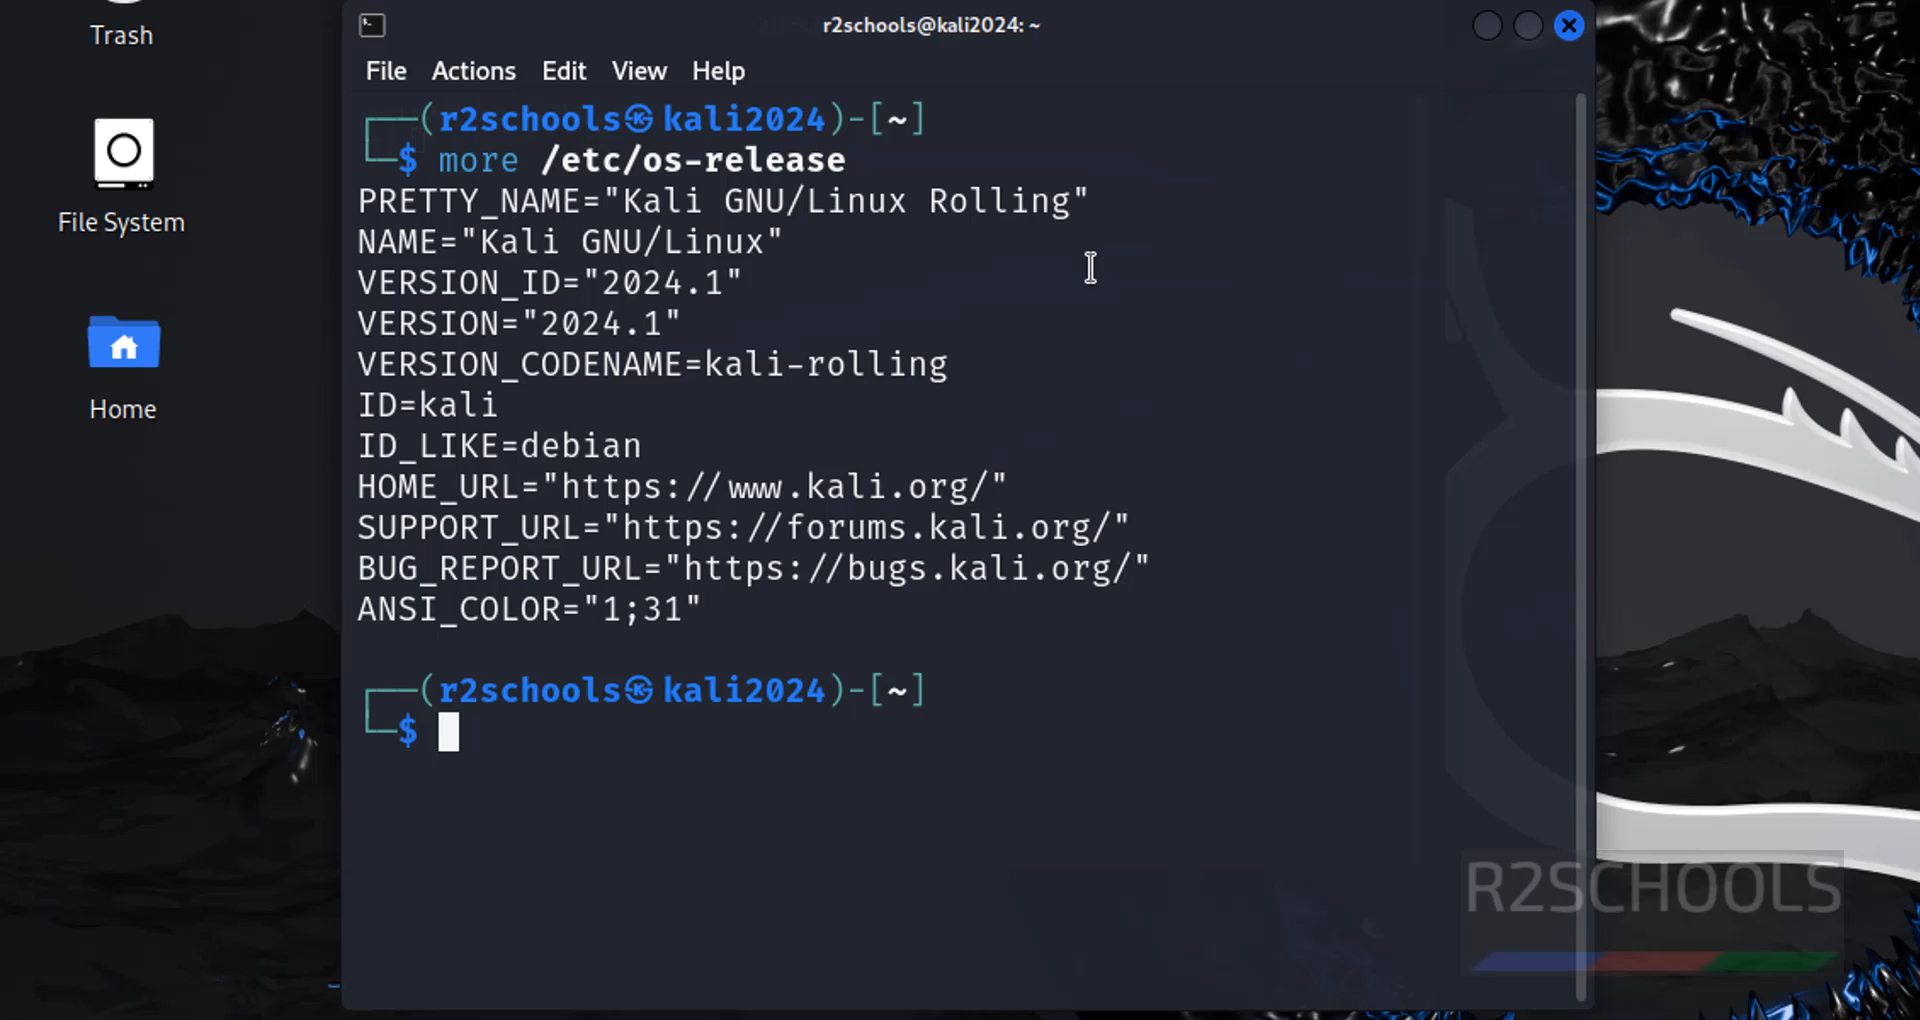 Trash
File System
Home
r2schools@kali2024: ~
File Actions Edit View Help
┌──(r2schools㉿kali2024)-[~]
└─$ more /etc/os-release
PRETTY_NAME="Kali GNU/Linux Rolling"
NAME="Kali GNU/Linux"
VERSION_ID="2024.1"
VERSION="2024.1"
VERSION_CODENAME=kali-rolling
ID=kali
ID_LIKE=debian
HOME_URL="https://www.kali.org/"
SUPPORT_URL="https://forums.kali.org/"
BUG_REPORT_URL="https://bugs.kali.org/"
ANSI_COLOR="1;31"
┌──(r2schools㉿kali2024)-[~]
└─$
R2SCHOOLS